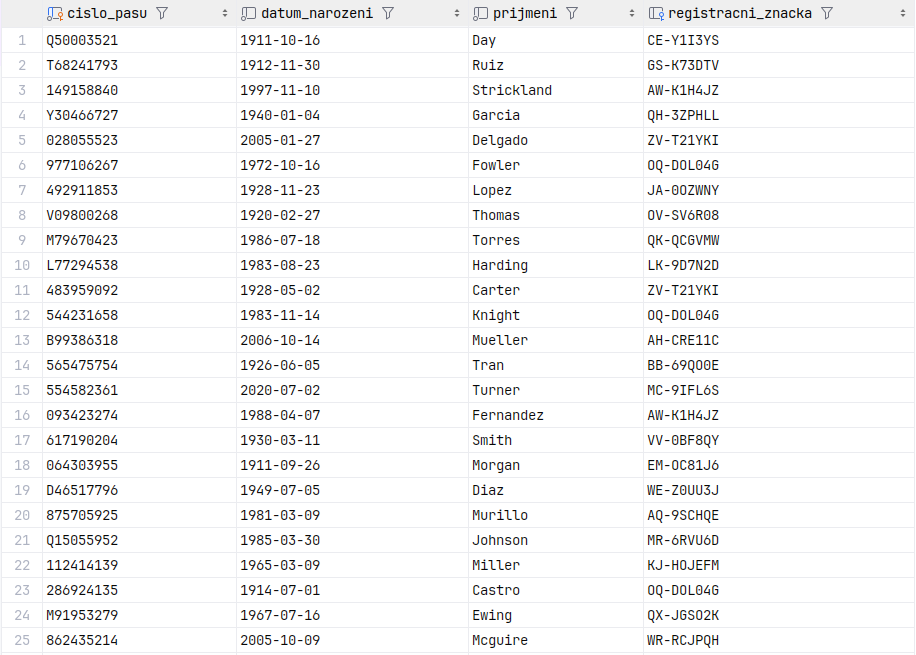 cislo_pasu datum_narozeni prijmeni registracni_znacka
1 Q50003521 1911-10-16 Day CE-Y1I3YS
2 T68241793 1912-11-30 Ruiz GS-K73DTV
3 149158840 1997-11-10 Strickland AW-K1H4JZ
4 Y30466727 1940-01-04 Garcia QH-3ZPHLL
5 028055523 2005-01-27 Delgado ZV-T21YKI
6 977106267 1972-10-16 Fowler OQ-DOL04G
7 492911853 1928-11-23 Lopez JA-0OZWNY
8 V09800268 1920-02-27 Thomas OV-SV6R08
9 M79670423 1986-07-18 Torres QK-QCGVMW
10 L77294538 1983-08-23 Harding LK-9D7N2D
11 483959092 1928-05-02 Carter ZV-T21YKI
12 544231658 1983-11-14 Knight OQ-DOL04G
13 B99386318 2006-10-14 Mueller AH-CRE11C
14 565475754 1926-06-05 Tran BB-69QO0E
15 554582361 2020-07-02 Turner MC-9IFL6S
16 093423274 1988-04-07 Fernandez AW-K1H4JZ
17 617190204 1930-03-11 Smith VV-0BF8QY
18 064303955 1911-09-26 Morgan EM-OC81J6
19 D46517796 1949-07-05 Diaz WE-Z0UU3J
20 875705925 1981-03-09 Murillo AQ-9SCHQE
21 Q15055952 1985-03-30 Johnson MR-6RVU6D
22 112414139 1965-03-09 Miller KJ-HOJEFM
23 286924135 1914-07-01 Castro OQ-DOL04G
24 M91953279 1967-07-16 Ewing QX-JGSO2K
25 862435214 2005-10-09 Mcguire WR-RCJPQH